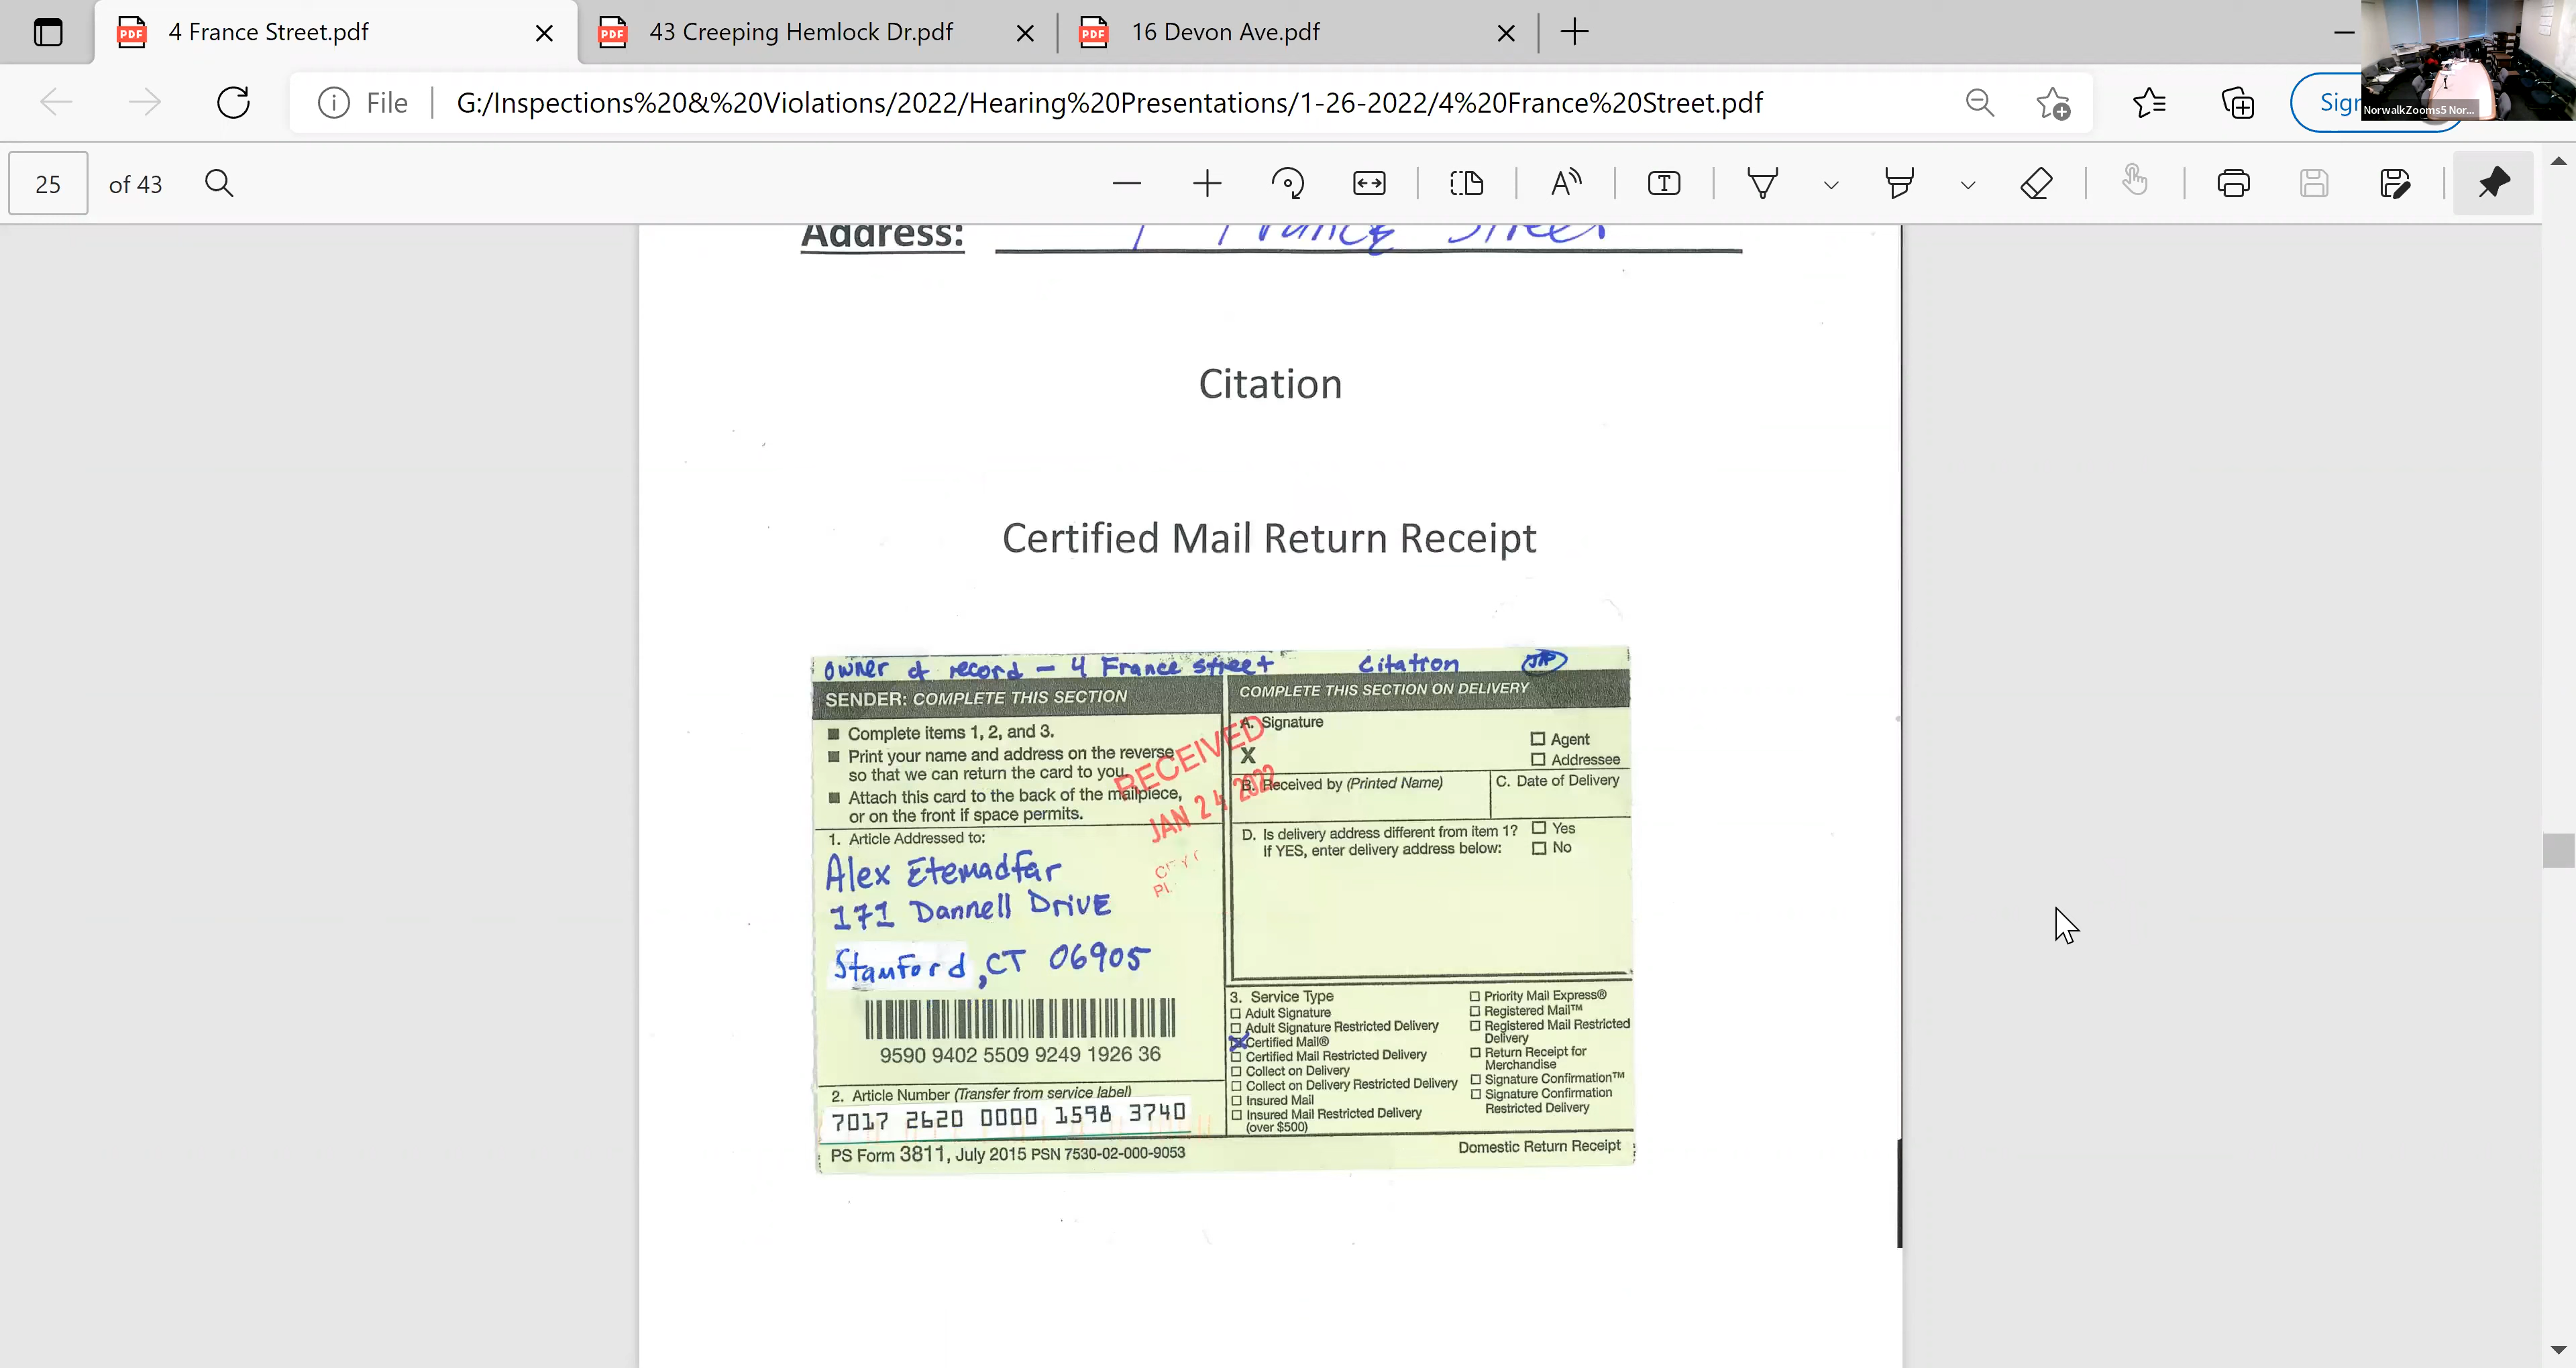 4 France Street.pdf
43 Creeping Hemlock Dr.pdf
16 Devon Ave.pdf
File
G:/Inspections%20&%20Violations/2022/Hearing%20Presentations/1-26-2022/4%20France%20Street.pdf
NorwalkZooms5 Nor...
25 of 43
Address: France Street
Citation
Certified Mail Return Receipt
owner of record - 4 France street Citation JAP
SENDER: COMPLETE THIS SECTION
■ Complete items 1, 2, and 3.
■ Print your name and address on the reverse
so that we can return the card to you.
■ Attach this card to the back of the mailpiece,
or on the front if space permits.
1. Article Addressed to:
Alex Etemadfar
171 Dannell Drive
Stamford, CT 06905
9590 9402 5509 9249 1926 36
2. Article Number (Transfer from service label)
7017 2620 0000 1598 3740
PS Form 3811, July 2015 PSN 7530-02-000-9053
RECEIVED
JAN 24 2022
COMPLETE THIS SECTION ON DELIVERY
A. Signature
X
Agent
Addressee
B. Received by (Printed Name)
C. Date of Delivery
D. Is delivery address different from item 1? Yes
If YES, enter delivery address below: No
3. Service Type
Adult Signature
Adult Signature Restricted Delivery
Certified Mail®
Certified Mail Restricted Delivery
Collect on Delivery
Collect on Delivery Restricted Delivery
Insured Mail
Insured Mail Restricted Delivery
(over $500)
Priority Mail Express®
Registered Mail™
Registered Mail Restricted
Delivery
Return Receipt for
Merchandise
Signature Confirmation™
Signature Confirmation
Restricted Delivery
Domestic Return Receipt